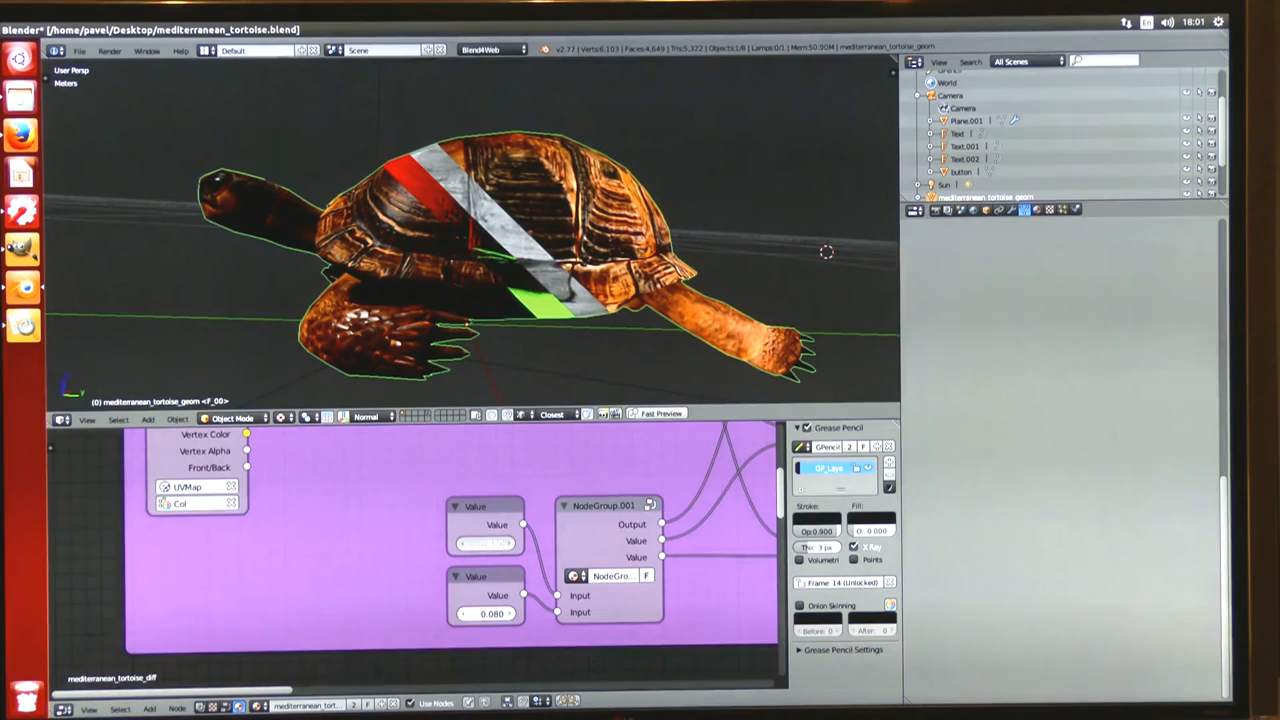 Blender* [/home/pavel/Desktop/mediterranean_tortoise.blend]
En 18:01
File Render Window Help Default Scene Blend4Web v2.77 | Verts:6,103 | Faces:4,649 | Tris:5,322 | Objects:1/8 | Lamps:0/1 | Mem:50.90M | mediterranean_tortoise_geom
View Search All Scenes
User Persp
Meters
World
Camera
Camera
Plane.001
Text
Text.001
Text.002
button
Sun
mediterranean_tortoise_geom
(0) mediterranean_tortoise_geom <F_00>
View Select Add Object Object Mode Normal Closest Fast Preview
Vertex Color
Vertex Alpha
Front/Back
UVMap
Col
Value
Value
Value
Value
0.080
NodeGroup.001
Output
Value
Value
NodeGro... F
Input
Input
Grease Pencil
GPencil 2 F
GP_Laye
Stroke: Fill:
Op:0.900 O: 0.000
Thic: 3 px X Ray
Volumetri Points
Frame: 14 (Unlocked)
Onion Skinning
Before: 0 After: 0
Grease Pencil Settings
mediterranean_tortoise_diff
View Select Add Node mediterranean_tort... 2 F Use Nodes